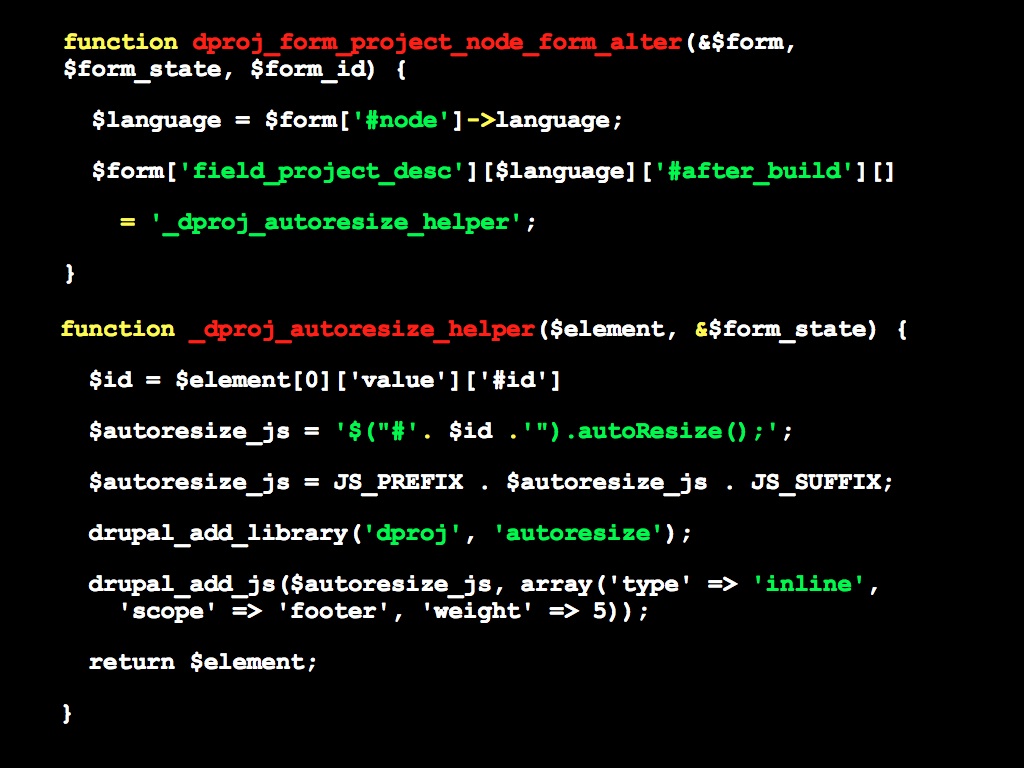 function dproj_form_project_node_form_alter(&$form,
$form_state, $form_id) {
$language = $form['#node']->language;
$form['field_project_desc'][$language]['#after_build'][]
= '_dproj_autoresize_helper';
}
function _dproj_autoresize_helper($element, &$form_state) {
$id = $element[0]['value']['#id']
$autoresize_js = '$("#'. $id .'").autoResize();';
$autoresize_js = JS_PREFIX . $autoresize_js . JS_SUFFIX;
drupal_add_library('dproj', 'autoresize');
drupal_add_js($autoresize_js, array('type' => 'inline',
'scope' => 'footer', 'weight' => 5));
return $element;
}